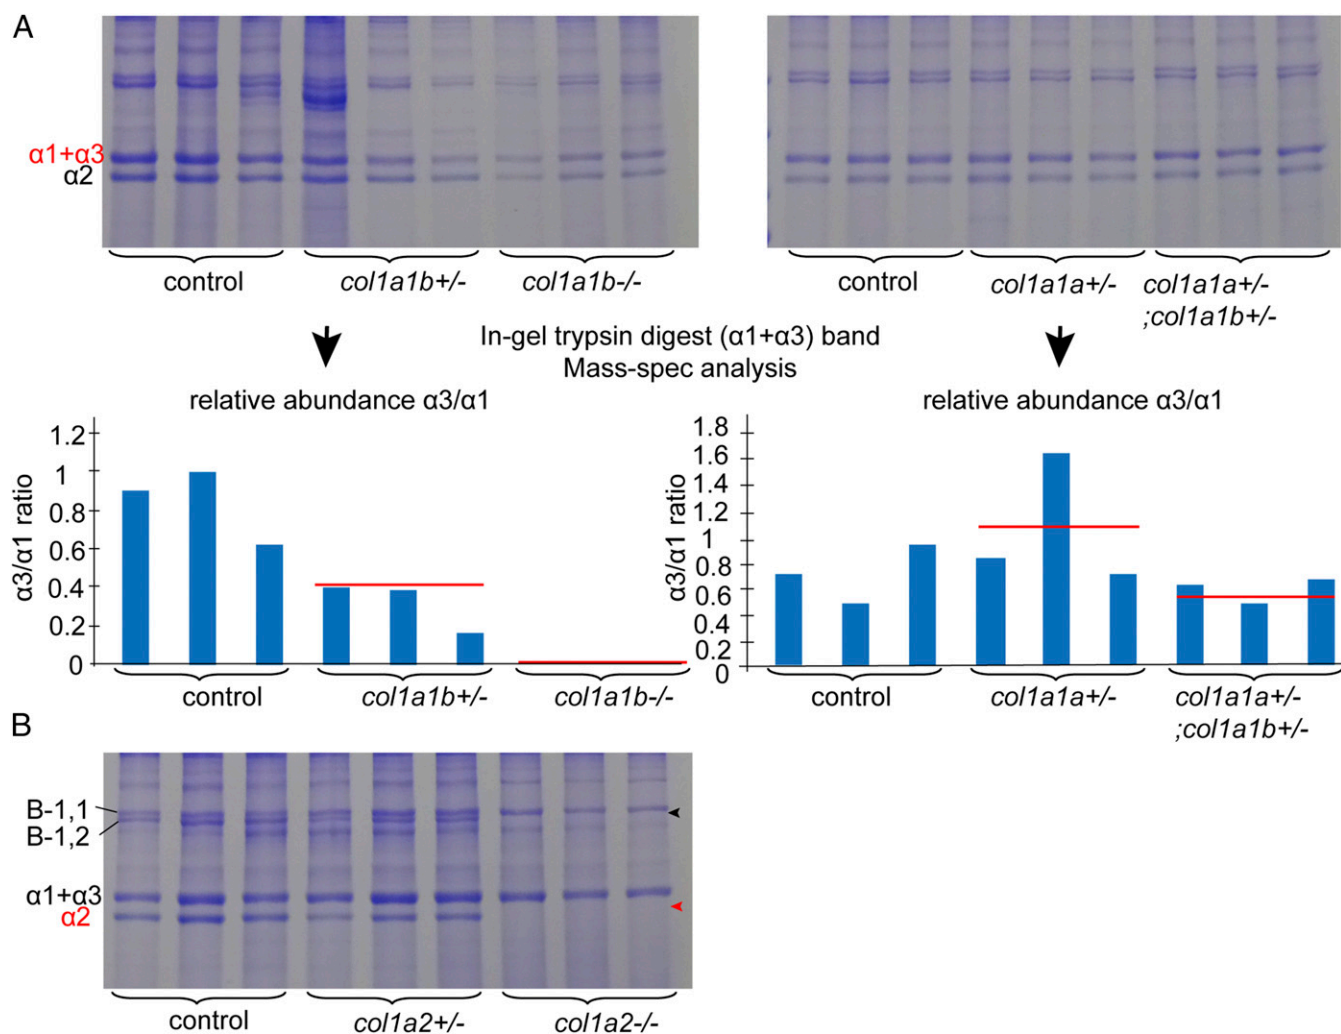 A
α1+α3
α2
control
col1a1b+/-
col1a1b-/-
control
col1a1a+/-
col1a1a+/-
;col1a1b+/-
In-gel trypsin digest (α1+α3) band
Mass-spec analysis
relative abundance α3/α1
α3/α1 ratio
1.2
1
0.8
0.6
0.4
0.2
0
control
col1a1b+/-
col1a1b-/-
relative abundance α3/α1
α3/α1 ratio
1.8
1.6
1.4
1.2
1
0.8
0.6
0.4
0.2
0
control
col1a1a+/-
col1a1a+/-
;col1a1b+/-
B
B-1,1
B-1,2
α1+α3
α2
control
col1a2+/-
col1a2-/-